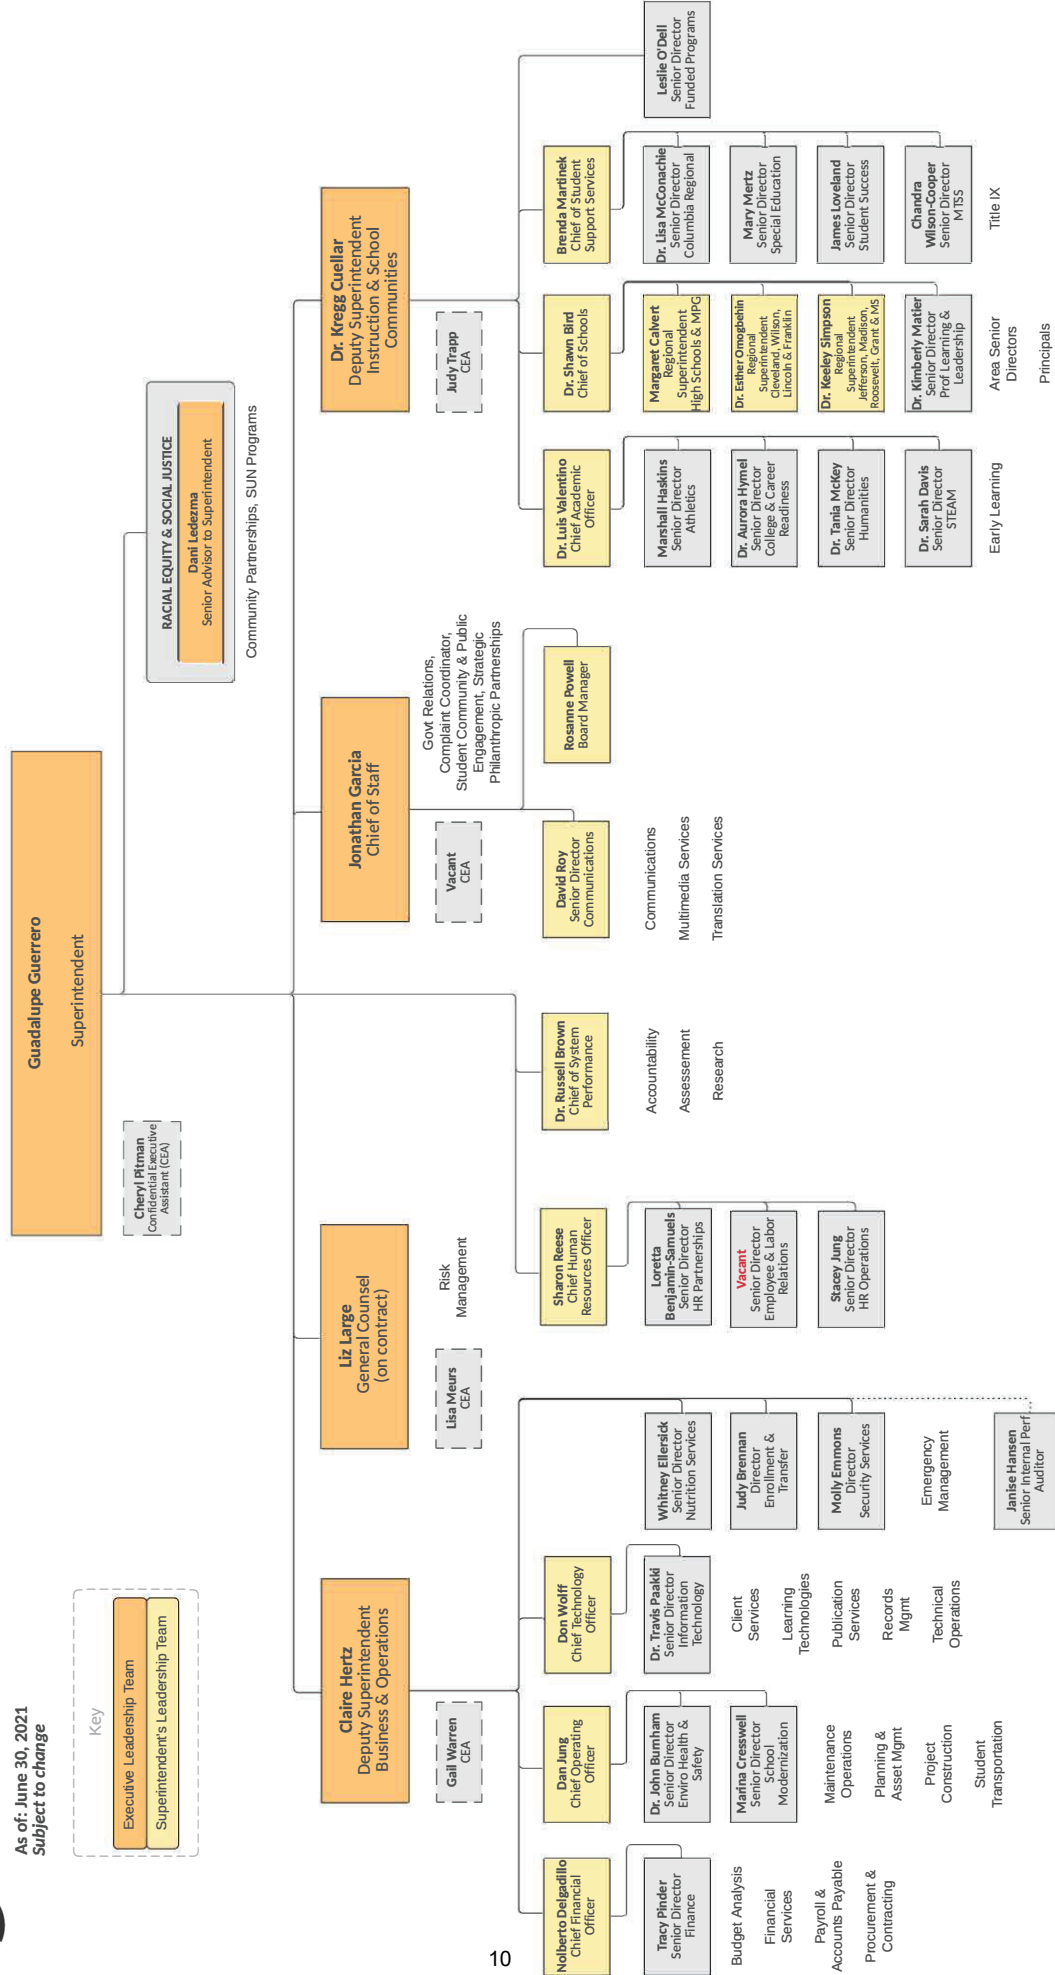 As of: June 30, 2021
Subject to change
Key
Executive Leadership Team
Superintendent's Leadership Team
Guadalupe Guerrero
Superintendent
Cheryl Pitman
Confidential Executive
Assistant (CEA)
RACIAL EQUITY & SOCIAL JUSTICE
Dani Ledezma
Senior Advisor to Superintendent
Community Partnerships, SUN Programs
Claire Hertz
Deputy Superintendent
Business & Operations
Gail Warren
CEA
Liz Large
General Counsel
(on contract)
Lisa Meurs
CEA
Risk
Management
Jonathan Garcia
Chief of Staff
Vacant
CEA
Govt Relations,
Complaint Coordinator,
Student Community & Public
Engagement, Strategic
Philanthropic Partnerships
Dr. Kregg Cuellar
Deputy Superintendent
Instruction & School
Communities
Judy Trapp
CEA
Nolberto Delgadillo
Chief Financial
Officer
Tracy Pinder
Senior Director
Finance
Budget Analysis
Financial
Services
Payroll &
Accounts Payable
Procurement &
Contracting
Dan Jung
Chief Operating
Officer
Dr. John Burnham
Senior Director
Enviro Health &
Safety
Marina Cresswell
Senior Director
School
Modernization
Maintenance
Operations
Planning &
Asset Mgmt
Project
Construction
Student
Transportation
Don Wolff
Chief Technology
Officer
Dr. Travis Paakki
Senior Director
Information
Technology
Client
Services
Learning
Technologies
Publication
Services
Records
Mgmt
Technical
Operations
Whitney Ellersick
Senior Director
Nutrition Services
Judy Brennan
Director
Enrollment &
Transfer
Molly Emmons
Director
Security Services
Emergency
Management
Janise Hansen
Senior Internal Perf
Auditor
Sharon Reese
Chief Human
Resources Officer
Loretta
Benjamin-Samuels
Senior Director
HR Partnerships
Vacant
Senior Director
Employee & Labor
Relations
Stacey Jung
Senior Director
HR Operations
Dr. Russell Brown
Chief of System
Performance
Accountability
Assessement
Research
David Roy
Senior Director
Communications
Communications
Multimedia Services
Translation Services
Rosanne Powell
Board Manager
Dr. Luis Valentino
Chief Academic
Officer
Marshall Haskins
Senior Director
Athletics
Dr. Aurora Hymel
Senior Director
College & Career
Readiness
Dr. Tania McKey
Senior Director
Humanities
Dr. Sarah Davis
Senior Director
STEAM
Early Learning
Dr. Shawn Bird
Chief of Schools
Margaret Calvert
Regional
Superintendent
High Schools & MPG
Dr. Esther Omogbehin
Regional
Superintendent
Cleveland, Wilson,
Lincoln & Franklin
Dr. Keeley Simpson
Regional
Superintendent
Jefferson, Madison,
Roosevelt, Grant & MS
Dr. Kimberly Matier
Senior Director
Prof Learning &
Leadership
Area Senior
Directors
Principals
Brenda Martinek
Chief of Student
Support Services
Dr. Lisa McConachie
Senior Director
Columbia Regional
Mary Mertz
Senior Director
Special Education
James Loveland
Senior Director
Student Success
Chandra
Wilson-Cooper
Senior Director
MTSS
Title IX
Leslie O'Dell
Senior Director
Funded Programs
10